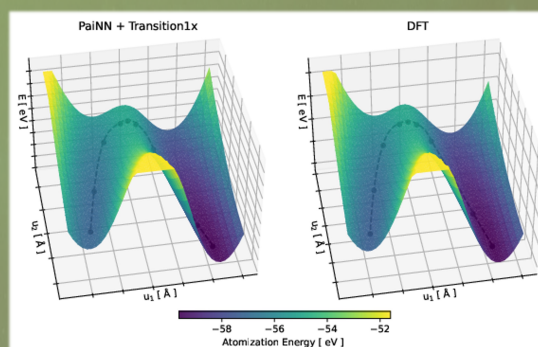 PaiNN + Transition1x
DFT
E [ eV ]
E [ eV ]
u₂ [ Å ]
u₂ [ Å ]
u₁ [ Å ]
u₁ [ Å ]
−58
−56
−54
−52
Atomization Energy [ eV ]